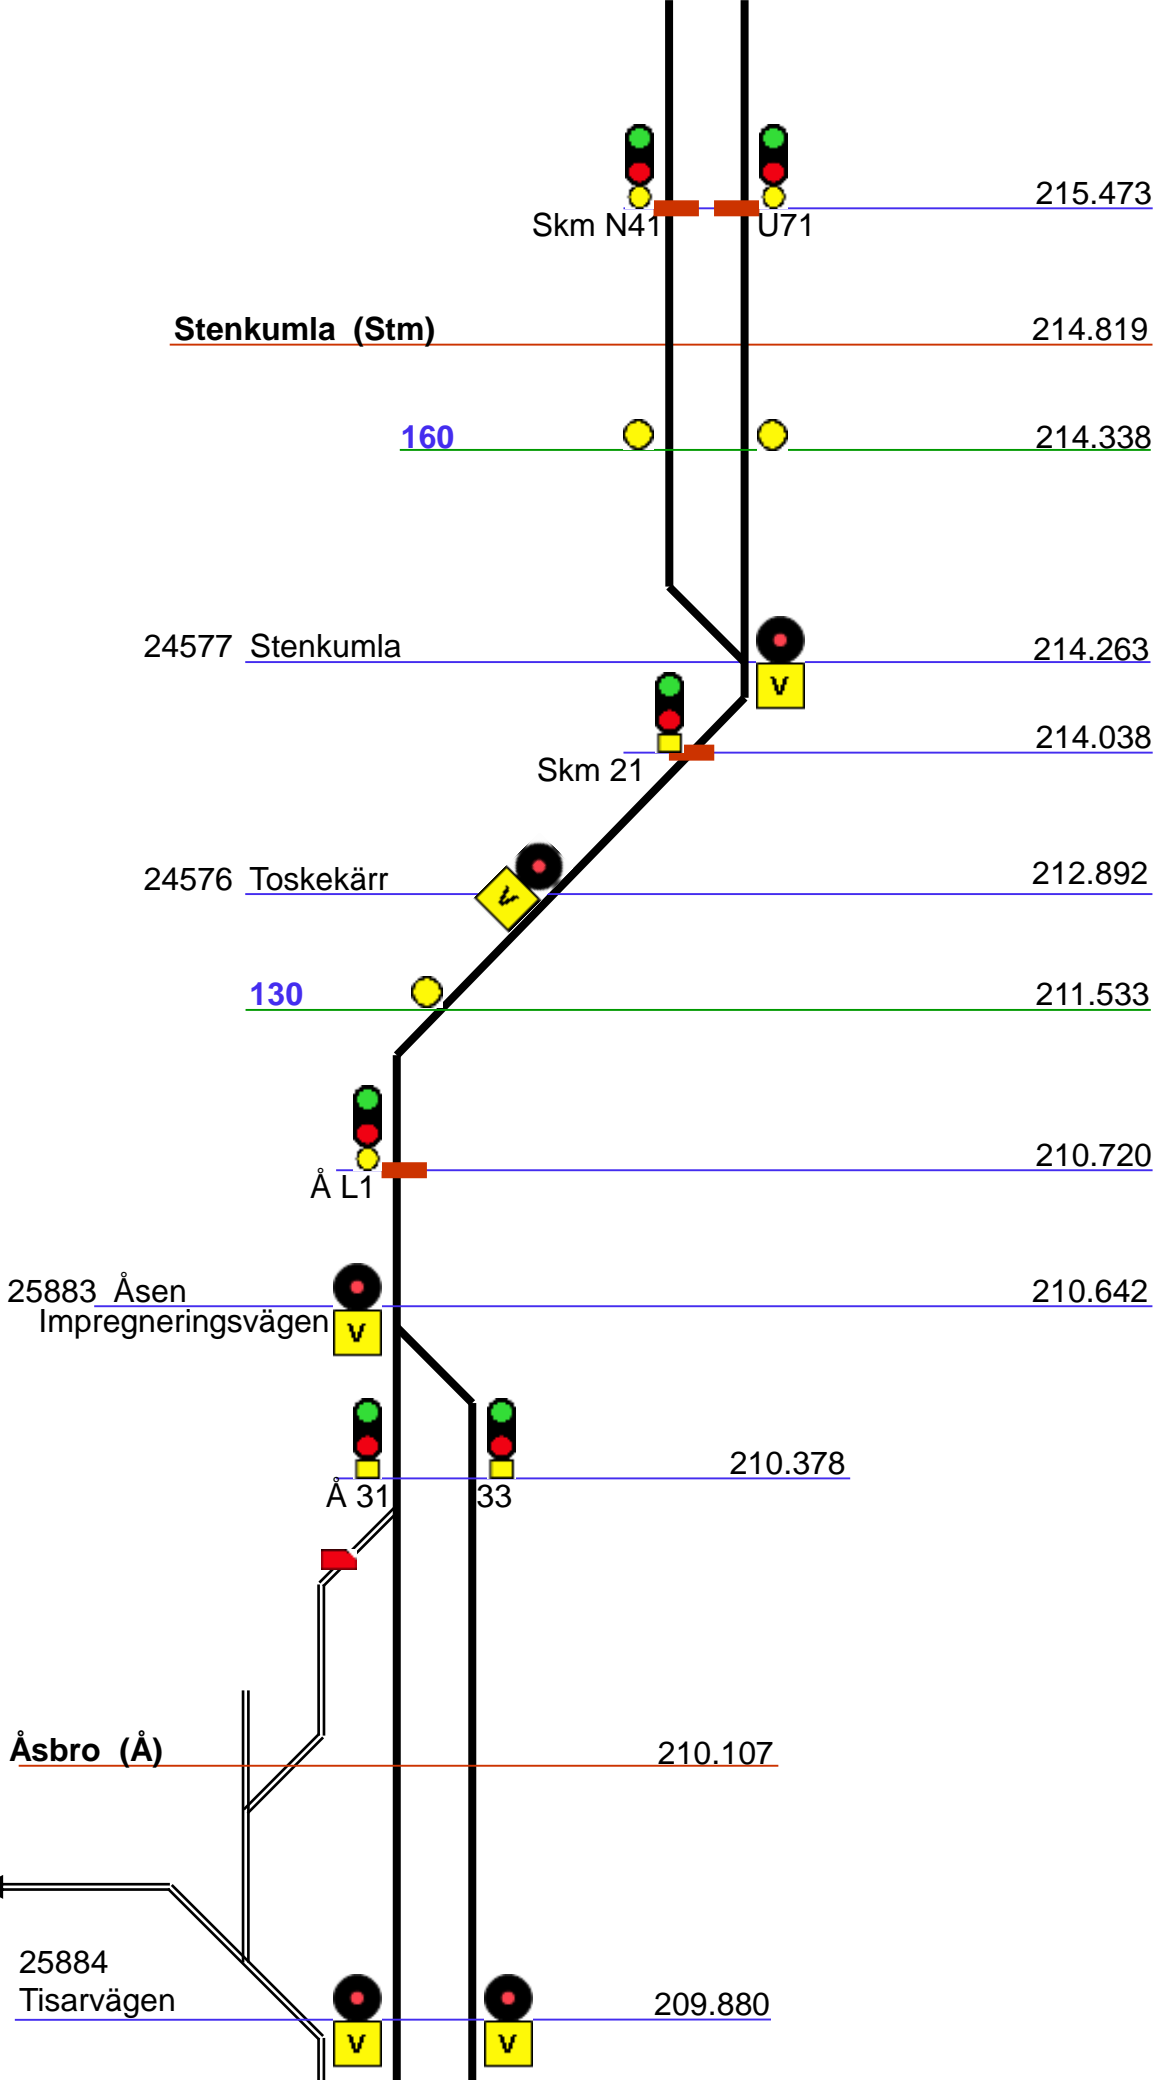 215.473
Skm N41 U71
Stenkumla (Stm) 214.819
160 214.338
24577 Stenkumla 214.263
V
214.038
Skm 21
24576 Toskekärr 212.892
V
130 211.533
210.720
Å L1
25883 Åsen 210.642
Impregneringsvägen V
210.378
Å 31 33
Åsbro (Å) 210.107
25884
Tisarvägen 209.880
V V